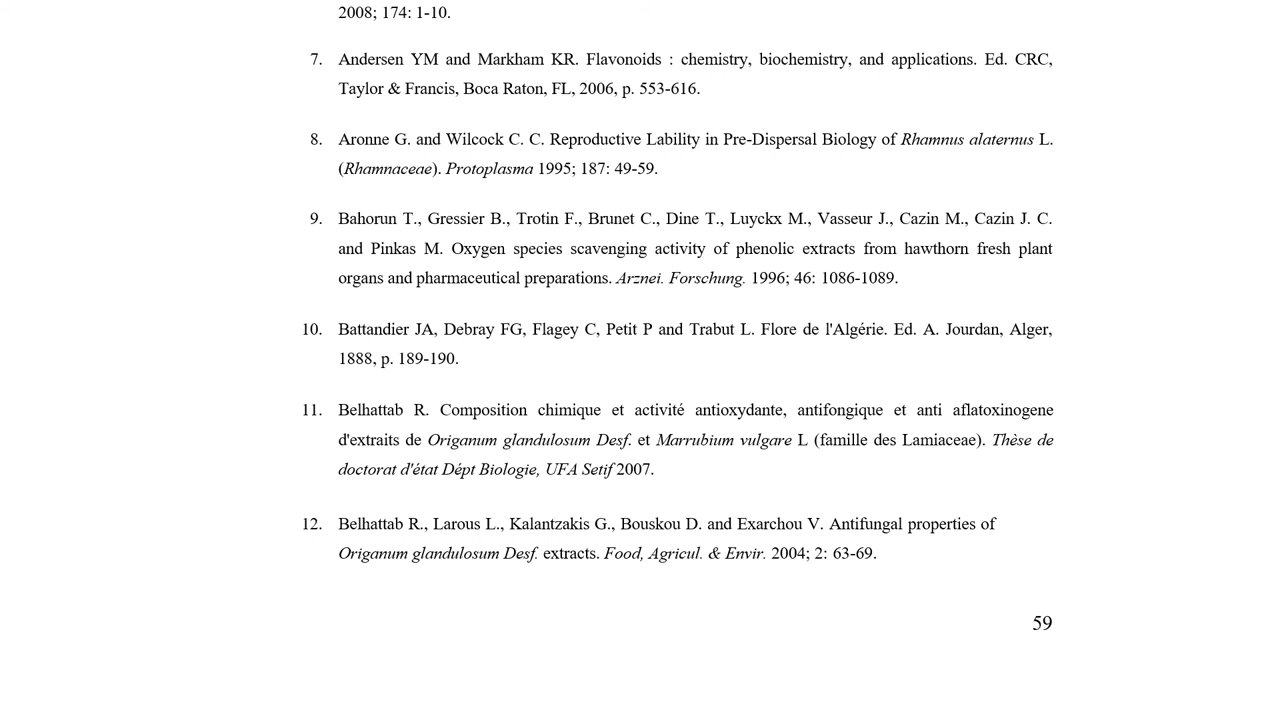 2008; 174: 1-10.
7. Andersen YM and Markham KR. Flavonoids : chemistry, biochemistry, and applications. Ed. CRC,
Taylor & Francis, Boca Raton, FL, 2006, p. 553-616.
8. Aronne G. and Wilcock C. C. Reproductive Lability in Pre-Dispersal Biology of Rhamnus alaternus L.
(Rhamnaceae). Protoplasma 1995; 187: 49-59.
9. Bahorun T., Gressier B., Trotin F., Brunet C., Dine T., Luyckx M., Vasseur J., Cazin M., Cazin J. C.
and Pinkas M. Oxygen species scavenging activity of phenolic extracts from hawthorn fresh plant
organs and pharmaceutical preparations. Arznei. Forschung. 1996; 46: 1086-1089.
10. Battandier JA, Debray FG, Flagey C, Petit P and Trabut L. Flore de l'Algérie. Ed. A. Jourdan, Alger,
1888, p. 189-190.
11. Belhattab R. Composition chimique et activité antioxydante, antifongique et anti aflatoxinogene
d'extraits de Origanum glandulosum Desf. et Marrubium vulgare L (famille des Lamiaceae). Thèse de
doctorat d'état Dépt Biologie, UFA Setif 2007.
12. Belhattab R., Larous L., Kalantzakis G., Bouskou D. and Exarchou V. Antifungal properties of
Origanum glandulosum Desf. extracts. Food, Agricul. & Envir. 2004; 2: 63-69.
59